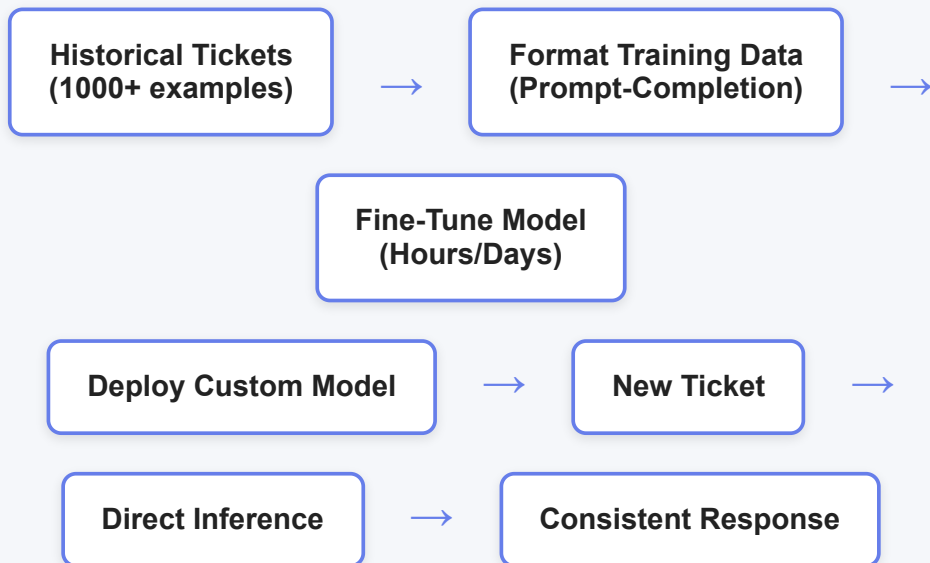 Historical Tickets
(1000+ examples)
→
Format Training Data
(Prompt-Completion)
→
Fine-Tune Model
(Hours/Days)
Deploy Custom Model
→
New Ticket
→
Direct Inference
→
Consistent Response